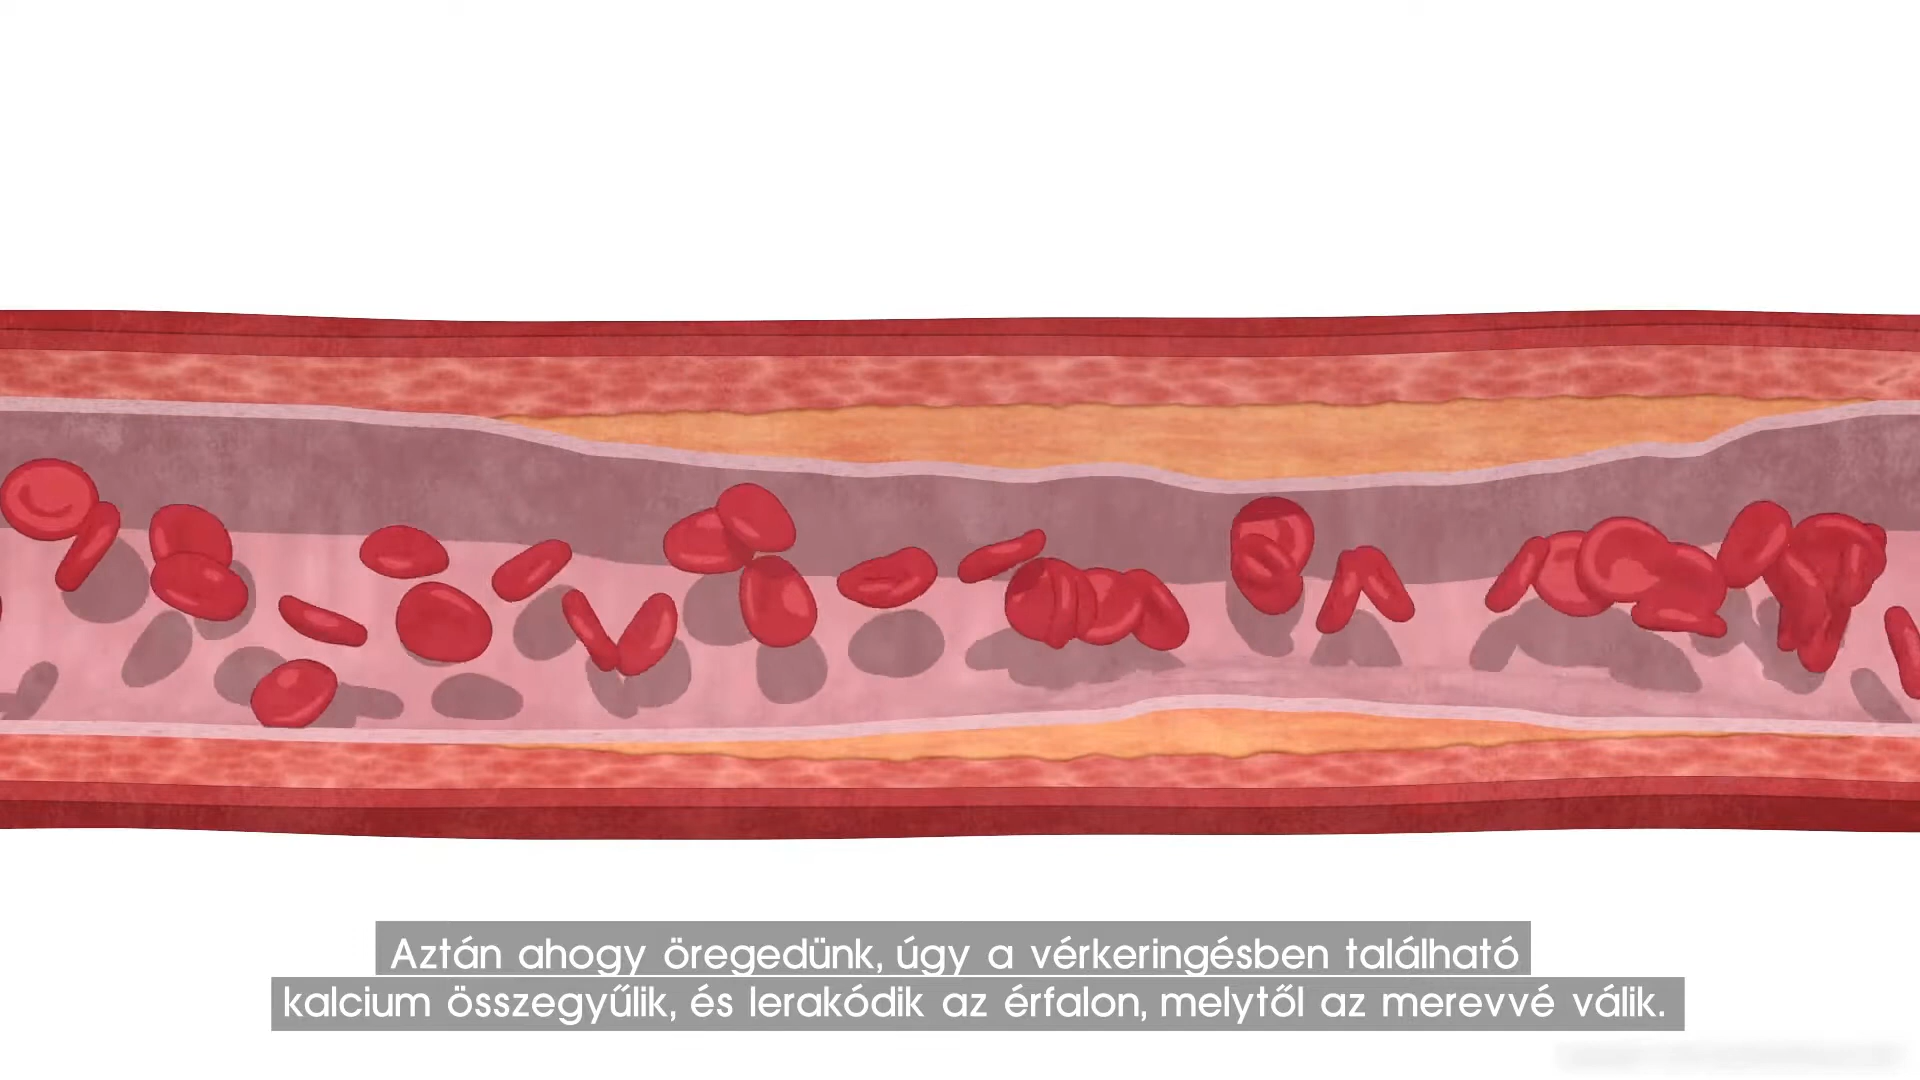 Aztán ahogy öregedünk, úgy a vérkeringésben található
kalcium összegyűlik, és lerakódik az érfalon, melytől az merevvé válik.